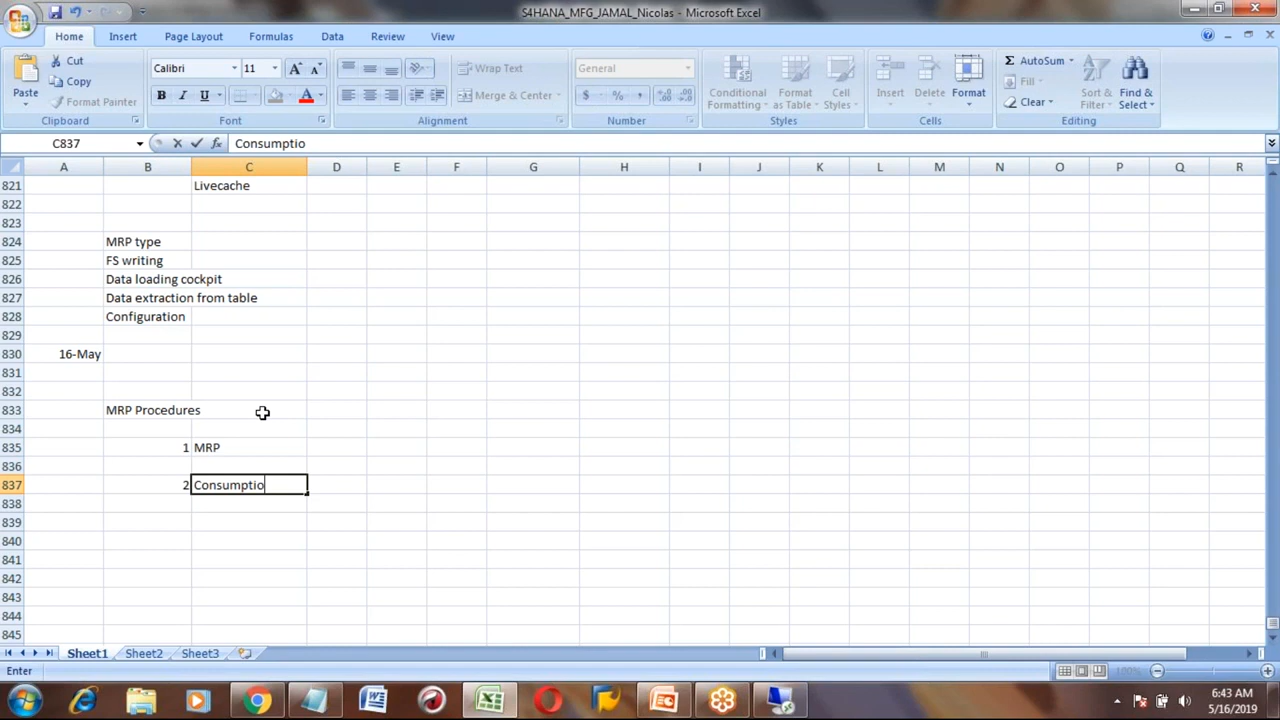 S4HANA_MFG_JAMAL_Nicolas - Microsoft Excel
Home Insert Page Layout Formulas Data Review View
Paste Cut Copy Format Painter
Calibri 11 A A
B I U A
Wrap Text
Merge & Center
General
$ % ,
Conditional Formatting Format as Table Cell Styles
Insert Delete Format
AutoSum Fill Clear
Sort & Filter Find & Select
Clipboard Font Alignment Number Styles Cells Editing
C837 fx Consumptio
A B C D E F G H I J K L M N O P Q R
821 Livecache
822
823
824 MRP type
825 FS writing
826 Data loading cockpit
827 Data extraction from table
828 Configuration
829
830 16-May
831
832
833 MRP Procedures
834
835 1 MRP
836
837 2 Consumptio
838
839
840
841
842
843
844
845
Sheet1 Sheet2 Sheet3
Enter 100%
6:43 AM
5/16/2019